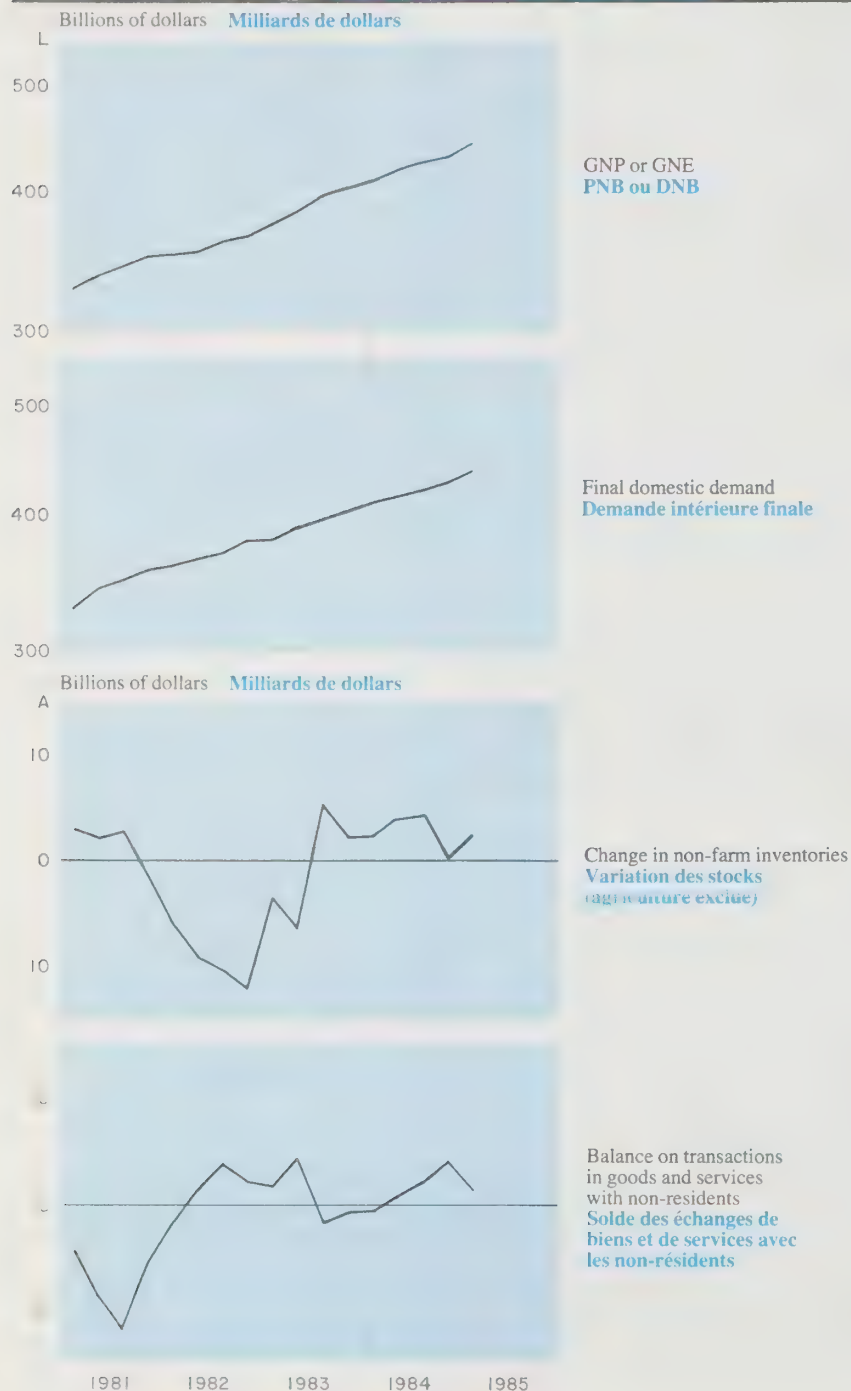 Billions of dollars Milliards de dollars
L
500
400
300
GNP or GNE
PNB ou DNB
500
400
300
Final domestic demand
Demande intérieure finale
Billions of dollars Milliards de dollars
A
10
0
10
Change in non-farm inventories
Variation des stocks
(agriculture exclue)
Balance on transactions
in goods and services
with non-residents
Solde des échanges de
biens et de services avec
les non-résidents
1981 1982 1983 1984 1985